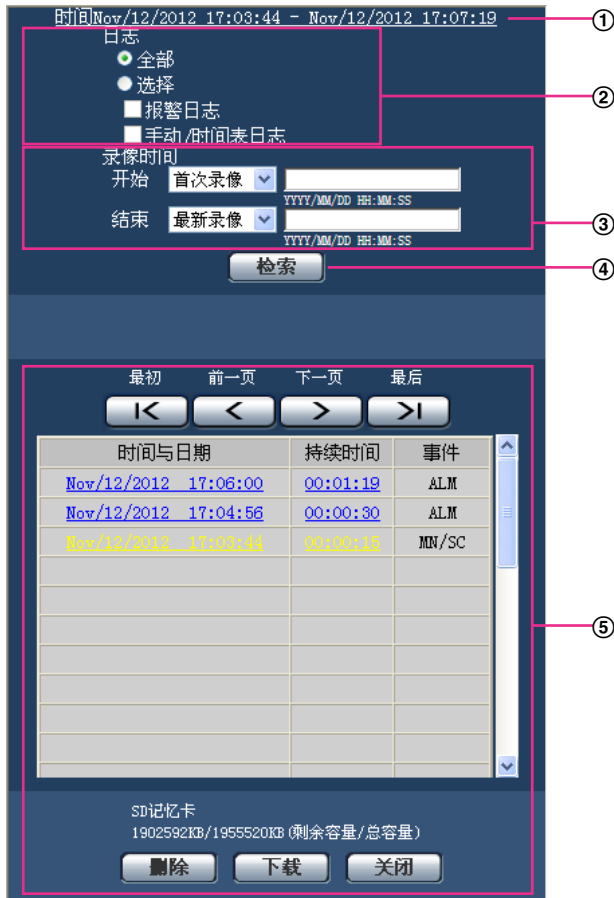 时间Nov/12/2012 17:03:44 - Nov/12/2012 17:07:19
①
日志
全部
选择
②
报警日志
手动/时间表日志
录像时间
开始 首次录像
YYYY/MM/DD HH:MM:SS
结束 最新录像
③
YYYY/MM/DD HH:MM:SS
检索
④
最初 前一页 下一页 最后
时间与日期 持续时间 事件
Nov/12/2012 17:06:00 00:01:19 ALM
Nov/12/2012 17:04:56 00:00:30 ALM
Nov/12/2012 17:03:44 00:00:15 MN/SC
⑤
SD记忆卡
1902592KB/1955520KB(剩余容量/总容量)
删除 下载 关闭